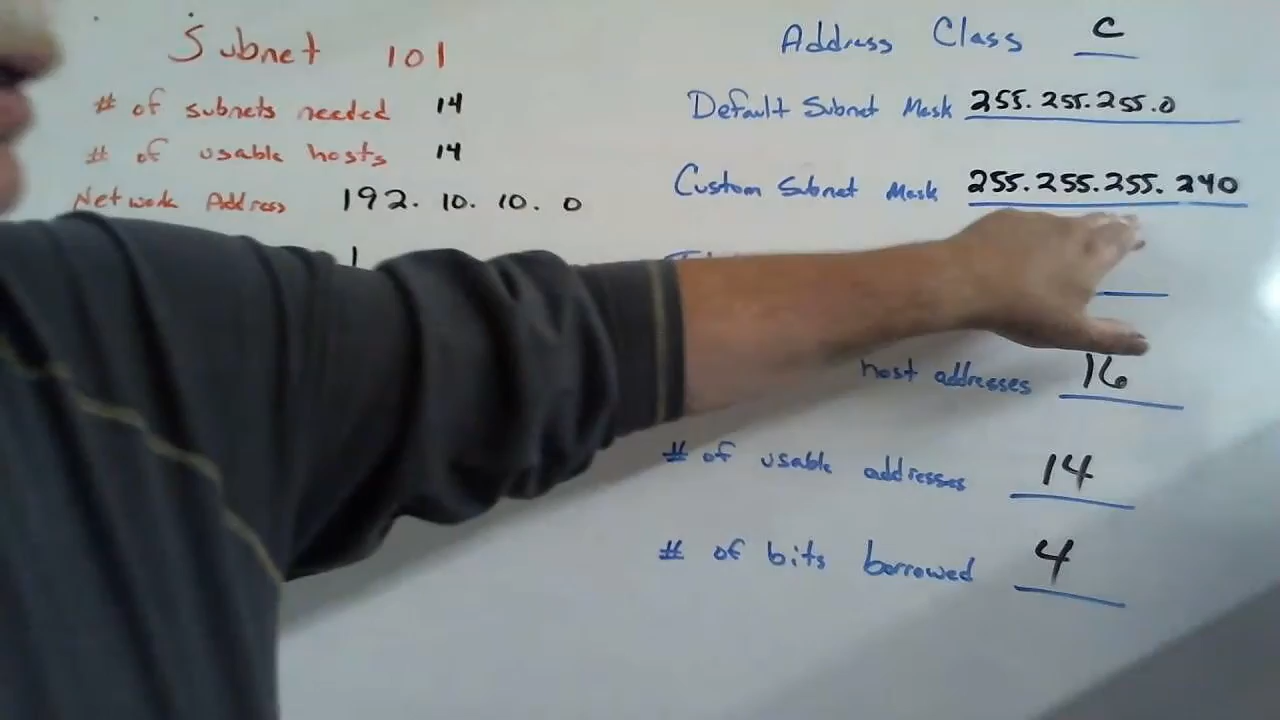 Subnet 101
# of subnets needed 14
# of usable hosts 14
Network Address 192. 10. 10. 0
Address Class C
Default Subnet Mask 255.255.255.0
Custom Subnet Mask 255.255.255.240
host addresses 16
# of usable addresses 14
# of bits borrowed 4